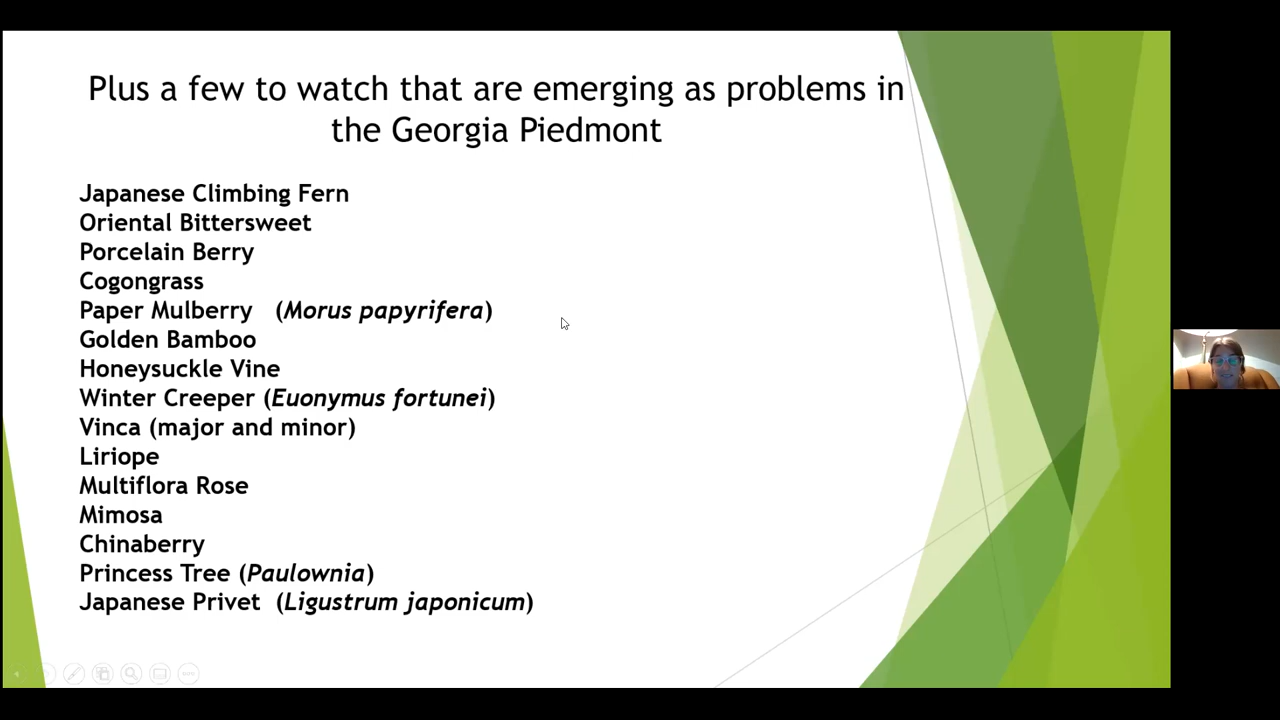 Plus a few to watch that are emerging as problems in
the Georgia Piedmont
Japanese Climbing Fern
Oriental Bittersweet
Porcelain Berry
Cogongrass
Paper Mulberry (Morus papyrifera)
Golden Bamboo
Honeysuckle Vine
Winter Creeper (Euonymus fortunei)
Vinca (major and minor)
Liriope
Multiflora Rose
Mimosa
Chinaberry
Princess Tree (Paulownia)
Japanese Privet (Ligustrum japonicum)